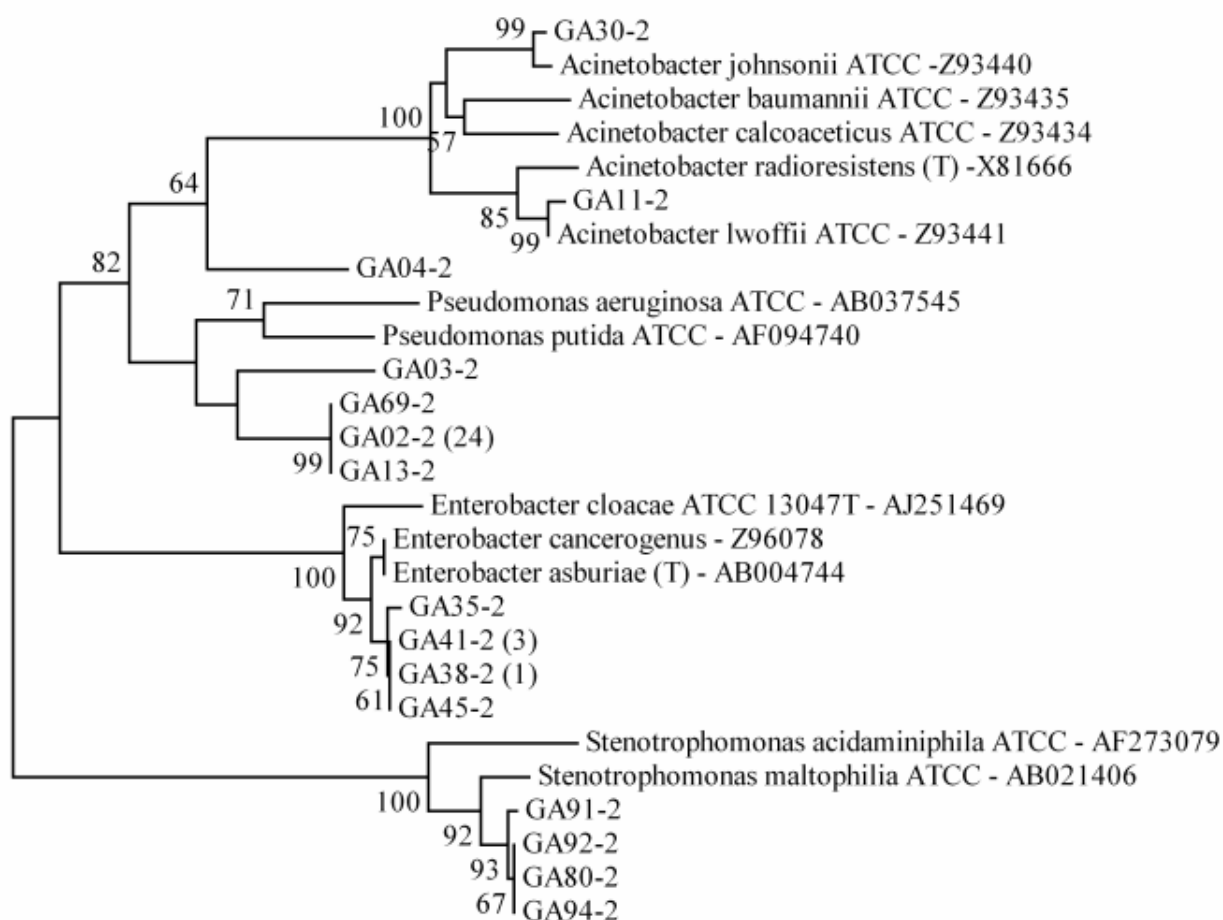 99 GA30-2
Acinetobacter johnsonii ATCC -Z93440
Acinetobacter baumannii ATCC - Z93435
100
57 Acinetobacter calcoaceticus ATCC - Z93434
Acinetobacter radioresistens (T) -X81666
64
85 GA11-2
99 Acinetobacter lwoffii ATCC - Z93441
82
GA04-2
71 Pseudomonas aeruginosa ATCC - AB037545
Pseudomonas putida ATCC - AF094740
GA03-2
GA69-2
GA02-2 (24)
99 GA13-2
Enterobacter cloacae ATCC 13047T - AJ251469
75 Enterobacter cancerogenus - Z96078
100 Enterobacter asburiae (T) - AB004744
GA35-2
92
GA41-2 (3)
75 GA38-2 (1)
61 GA45-2
Stenotrophomonas acidaminiphila ATCC - AF273079
Stenotrophomonas maltophilia ATCC - AB021406
100 GA91-2
92 GA92-2
93 GA80-2
67 GA94-2